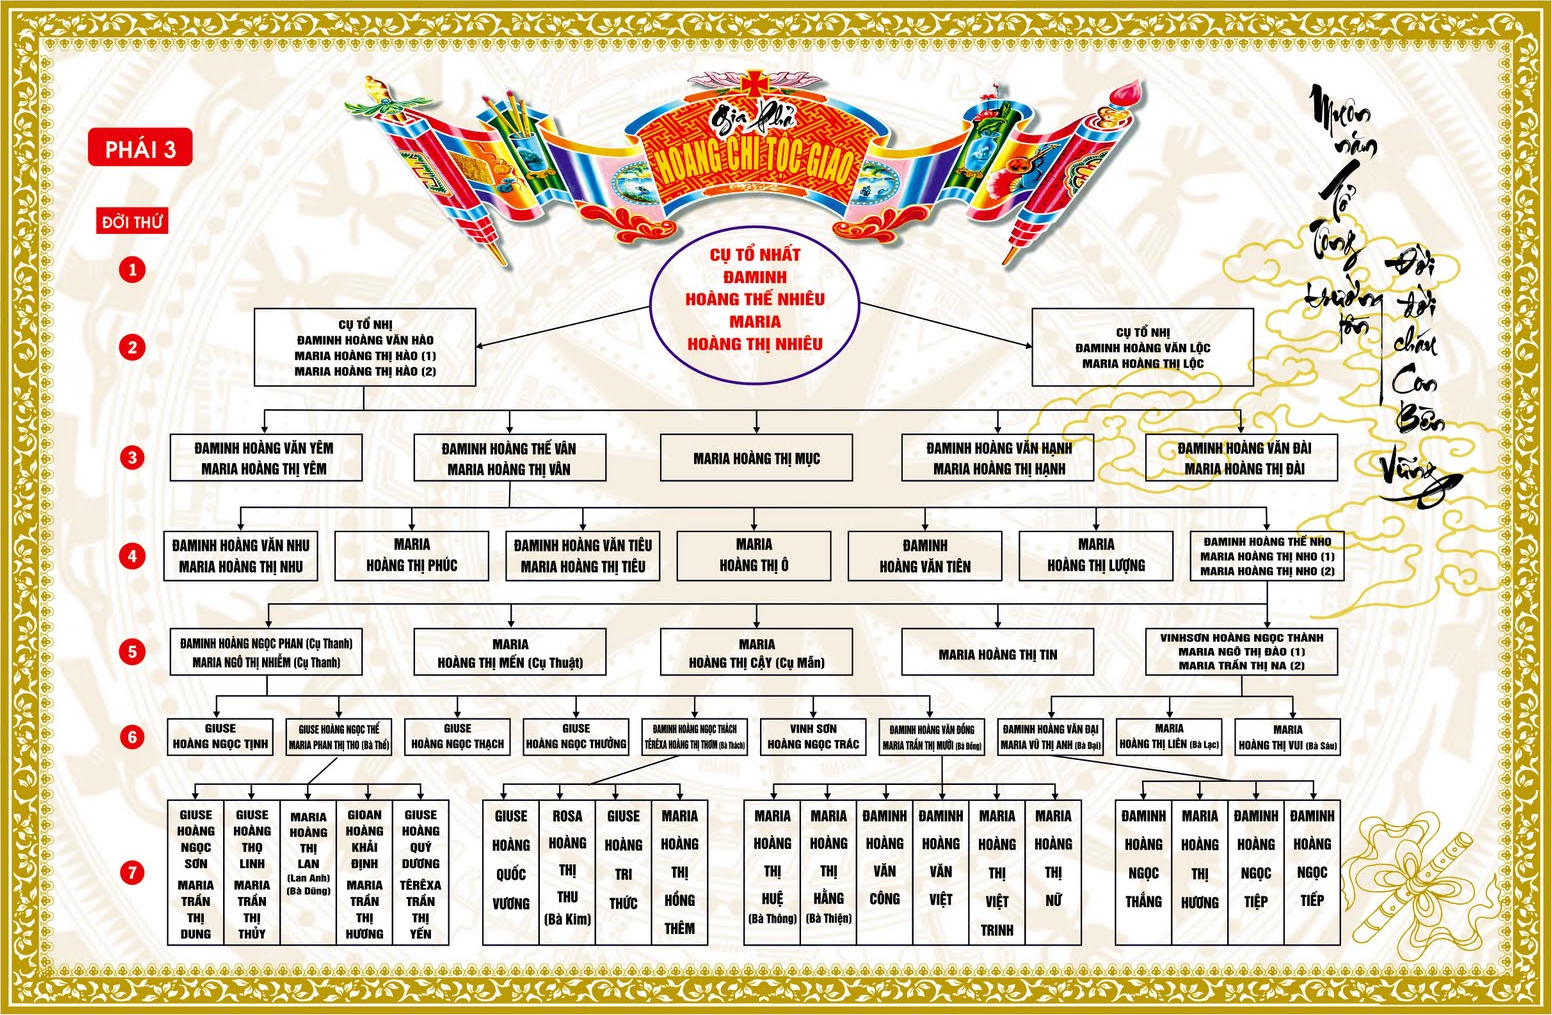 Gia Phả
HOÀNG CHI TỘC GIÁO
PHÁI 3
ĐỜI THỨ
Muôn
năm
Tổ
Tông
trường
tồn
Đời
đời
cháu
Con
Bền
Vững
1
CỤ TỔ NHẤT
ĐAMINH
HOÀNG THẾ NHIÊU
MARIA
HOÀNG THỊ NHIÊU
2
CỤ TỔ NHỊ
ĐAMINH HOÀNG VĂN HÀO
MARIA HOÀNG THỊ HÀO (1)
MARIA HOÀNG THỊ HÀO (2)
CỤ TỔ NHỊ
ĐAMINH HOÀNG VĂN LỘC
MARIA HOÀNG THỊ LỘC
3
ĐAMINH HOÀNG VĂN YÊM
MARIA HOÀNG THỊ YÊM
ĐAMINH HOÀNG THẾ VÂN
MARIA HOÀNG THỊ VÂN
MARIA HOÀNG THỊ MỤC
ĐAMINH HOÀNG VĂN HẠNH
MARIA HOÀNG THỊ HẠNH
ĐAMINH HOÀNG VĂN ĐÀI
MARIA HOÀNG THỊ ĐÀI
4
ĐAMINH HOÀNG VĂN NHU
MARIA HOÀNG THỊ NHU
MARIA
HOÀNG THỊ PHÚC
ĐAMINH HOÀNG VĂN TIÊU
MARIA HOÀNG THỊ TIÊU
MARIA
HOÀNG THỊ Ô
ĐAMINH
HOÀNG VĂN TIÊN
MARIA
HOÀNG THỊ LƯỢNG
ĐAMINH HOÀNG THẾ NHO
MARIA HOÀNG THỊ NHO (1)
MARIA HOÀNG THỊ NHO (2)
5
ĐAMINH HOÀNG NGỌC PHAN (Cụ Thanh)
MARIA NGÔ THỊ NHIỄM (Cụ Thanh)
MARIA
HOÀNG THỊ MẾN (Cụ Thuật)
MARIA
HOÀNG THỊ CẬY (Cụ Mẫn)
MARIA HOÀNG THỊ TIN
VINHSƠN HOÀNG NGỌC THÀNH
MARIA NGÔ THỊ ĐÀO (1)
MARIA TRẦN THỊ NA (2)
6
GIUSE
HOÀNG NGỌC TỊNH
GIUSE HOÀNG NGỌC THỂ
MARIA PHAN THỊ THO (Bà Thể)
GIUSE
HOÀNG NGỌC THẠCH
GIUSE
HOÀNG NGỌC THƯỞNG
ĐAMINH HOÀNG NGỌC THÁCH
TÊRÊXA HOÀNG THỊ THƠM (Bà Thách)
VINH SƠN
HOÀNG NGỌC TRÁC
ĐAMINH HOÀNG VĂN ĐỒNG
MARIA TRẦN THỊ MƯỜI (Bà Đồng)
ĐAMINH HOÀNG VĂN ĐẠI
MARIA VŨ THỊ ANH (Bà Đại)
MARIA
HOÀNG THỊ LIÊN (Bà Lạc)
MARIA
HOÀNG THỊ VUI (Bà Sáu)
7
GIUSE
HOÀNG
NGỌC
SƠN
MARIA
TRẦN
THỊ
DUNG
GIUSE
HOÀNG
THỌ
LINH
MARIA
TRẦN
THỊ
THỦY
MARIA
HOÀNG
THỊ
LAN
(Lan Anh)
(Bà Dũng)
GIOAN
HOÀNG
KHẢI
ĐỊNH
MARIA
TRẦN
THỊ
HƯƠNG
GIUSE
HOÀNG
QUÝ
DƯƠNG
TÊRÊXA
TRẦN
THỊ
YẾN
GIUSE
HOÀNG
QUỐC
VƯƠNG
ROSA
HOÀNG
THỊ
THU
(Bà Kim)
GIUSE
HOÀNG
TRI
THỨC
MARIA
HOÀNG
THỊ
HỒNG
THÊM
MARIA
HOÀNG
THỊ
HUỆ
(Bà Thông)
MARIA
HOÀNG
THỊ
HẰNG
(Bà Thiện)
ĐAMINH
HOÀNG
VĂN
CÔNG
ĐAMINH
HOÀNG
VĂN
VIỆT
MARIA
HOÀNG
THỊ
VIỆT
TRINH
MARIA
HOÀNG
THỊ
NỮ
ĐAMINH
HOÀNG
NGỌC
THẮNG
MARIA
HOÀNG
THỊ
HƯƠNG
ĐAMINH
HOÀNG
NGỌC
TIỆP
ĐAMINH
HOÀNG
NGỌC
TIẾP